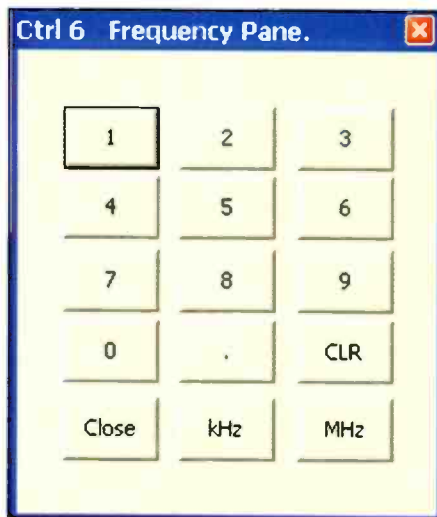 Ctrl 6 Frequency Pane.
1 2 3
4 5 6
7 8 9
0 . CLR
Close kHz MHz